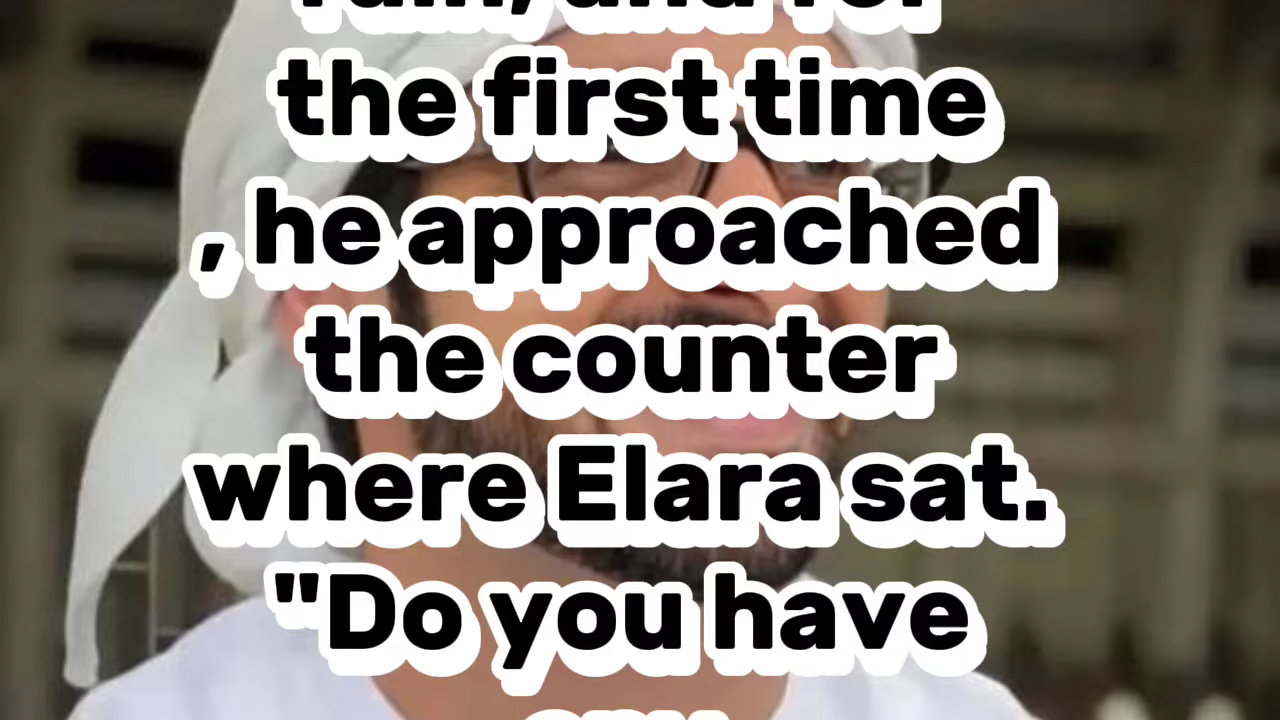 the first time
, he approached
the counter
where Elara sat.
"Do you have